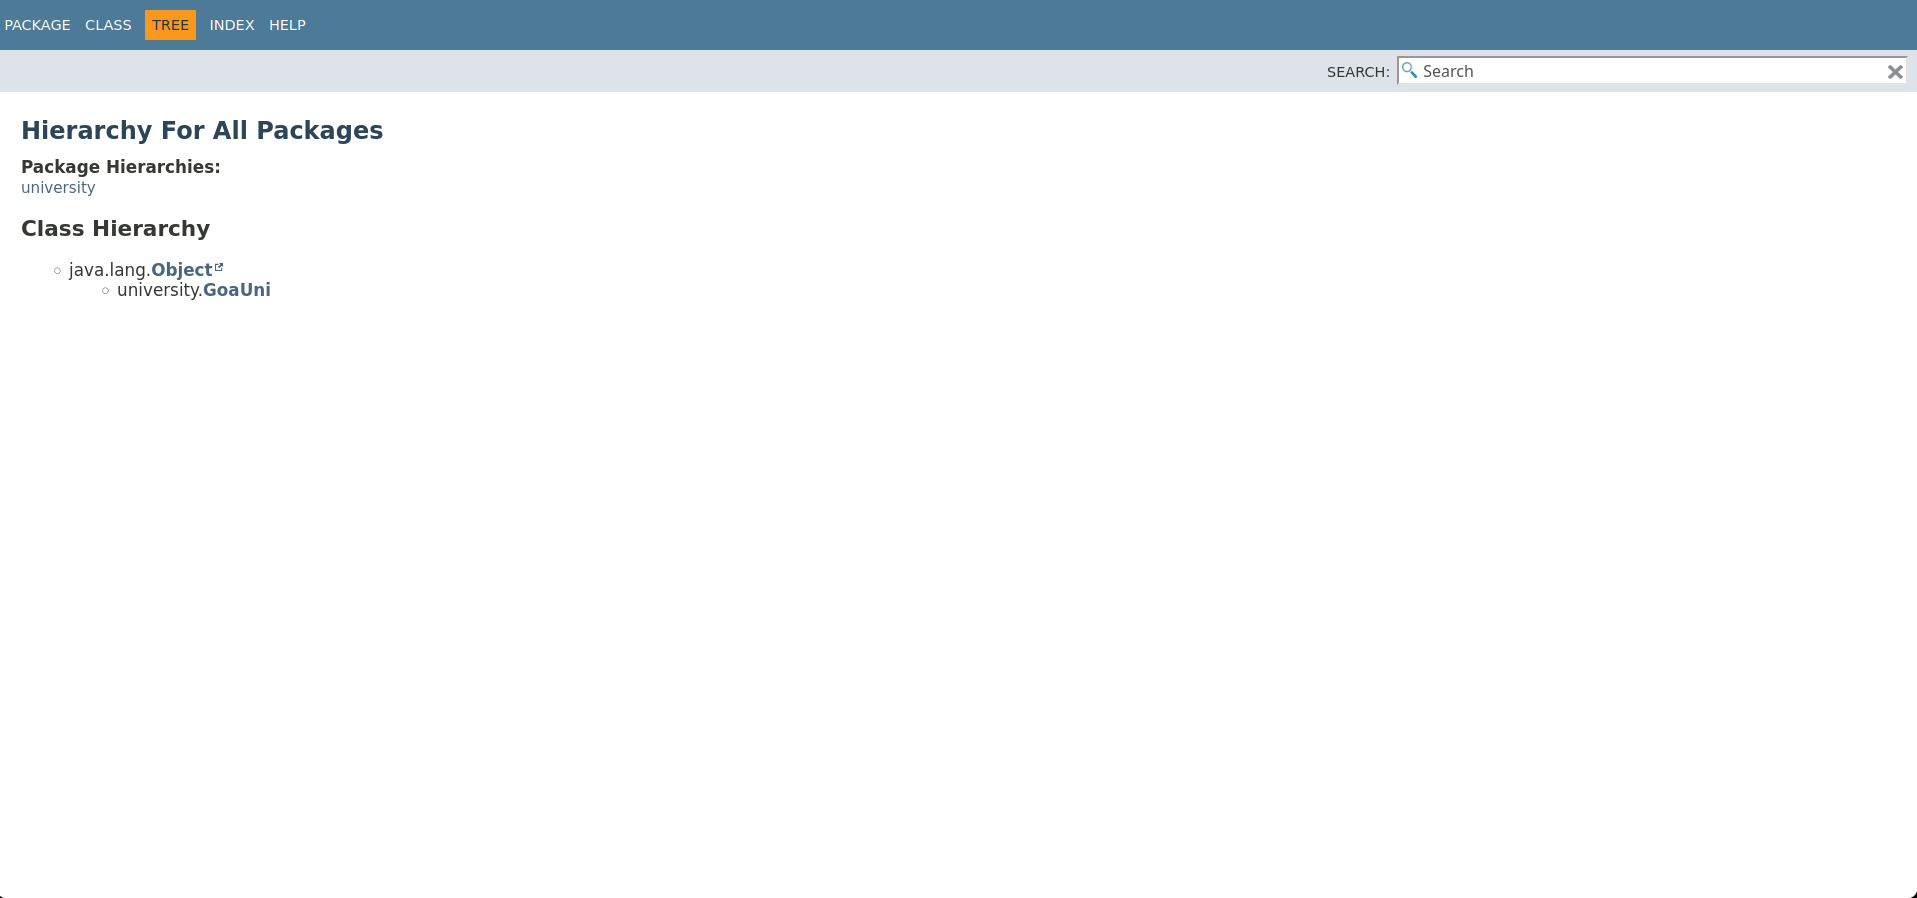 PACKAGE CLASS TREE INDEX HELP
SEARCH: Search
Hierarchy For All Packages
Package Hierarchies:
university
Class Hierarchy
java.lang.Object
university.GoaUni